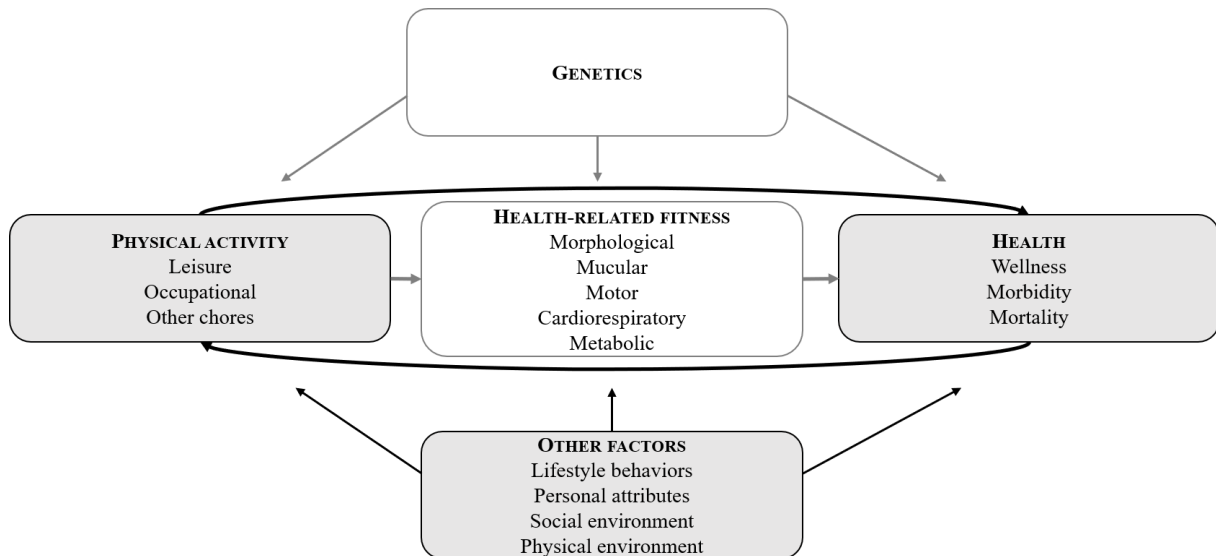 GENETICS
PHYSICAL ACTIVITY
Leisure
Occupational
Other chores
HEALTH-RELATED FITNESS
Morphological
Mucular
Motor
Cardiorespiratory
Metabolic
HEALTH
Wellness
Morbidity
Mortality
OTHER FACTORS
Lifestyle behaviors
Personal attributes
Social environment
Physical environment